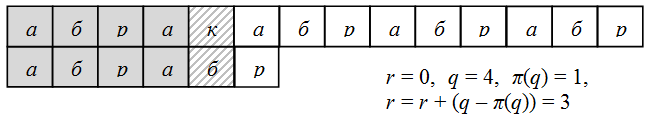 а б р а к а б р а б р а б р
а б р а б р
r = 0, q = 4, π(q) = 1,
r = r + (q – π(q)) = 3